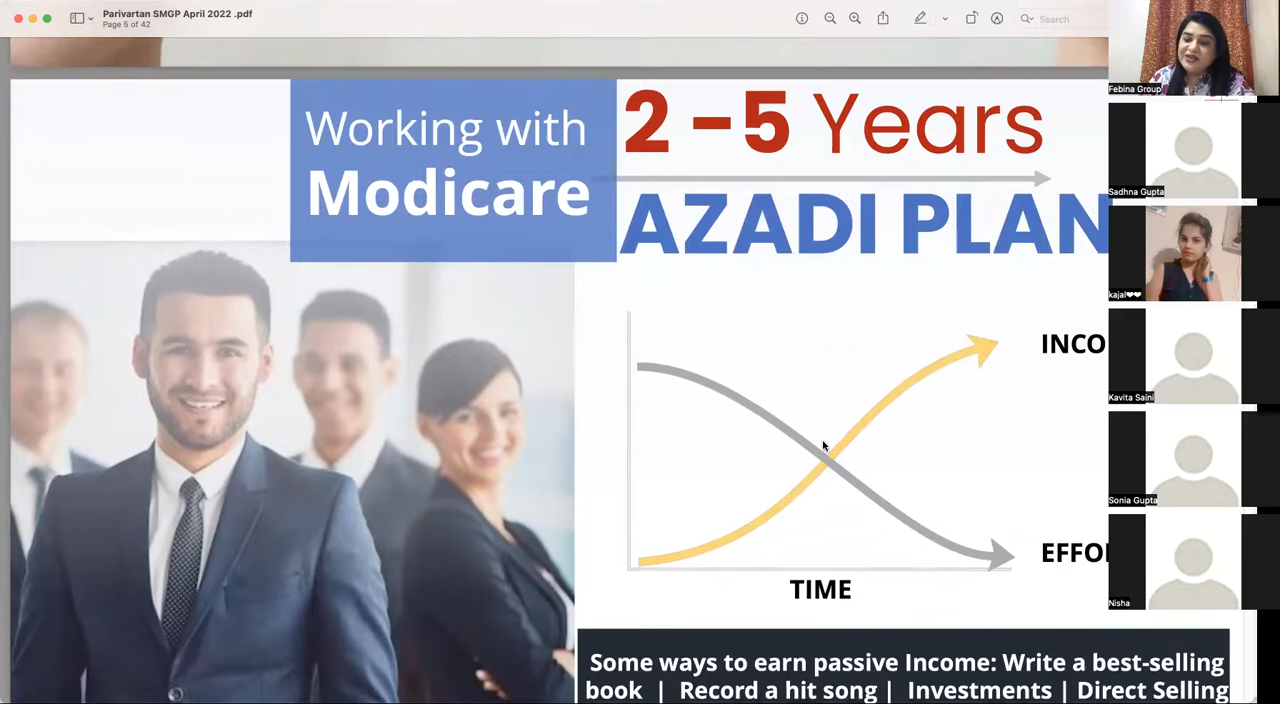 Parivartan SMGP April 2022 .pdf
Page 5 of 42
Search
Working with
Modicare
2 –5 Years
AZADI PLAN
INCO
EFFO
TIME
Some ways to earn passive Income: Write a best-selling
book | Record a hit song | Investments | Direct Selling
Febina Group
Sadhna Gupta
kajal❤❤
Kavita Saini
Sonia Gupta
Nisha